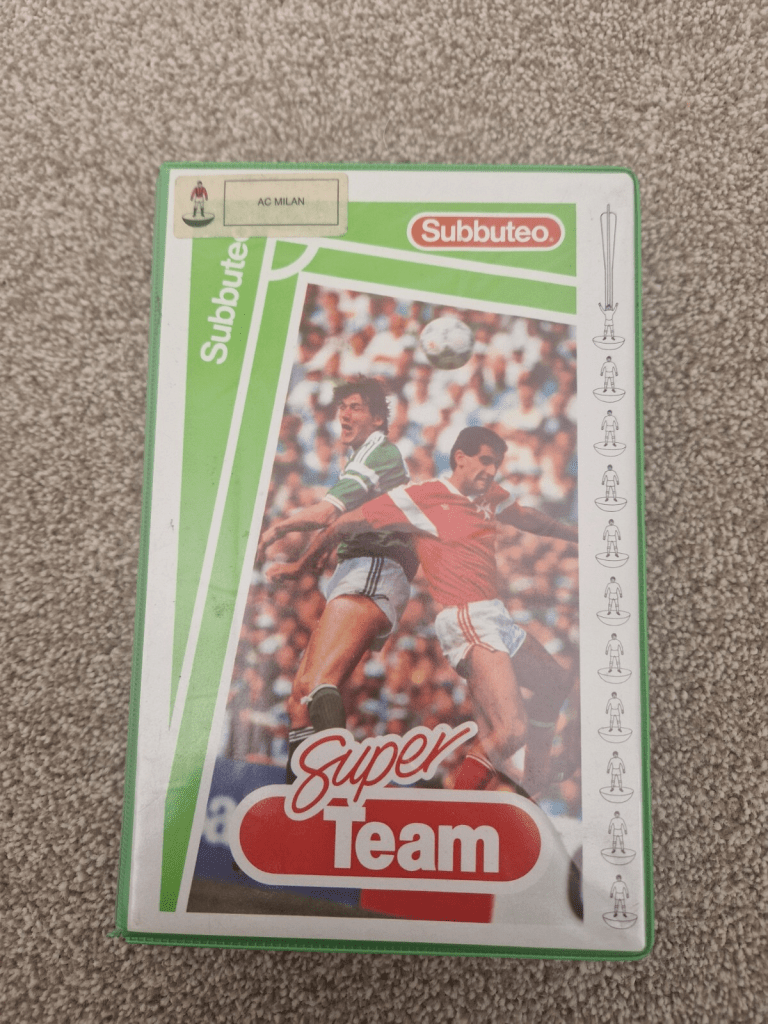 AC MILAN
Subbuteo
Subbuteo
Super
Team
a